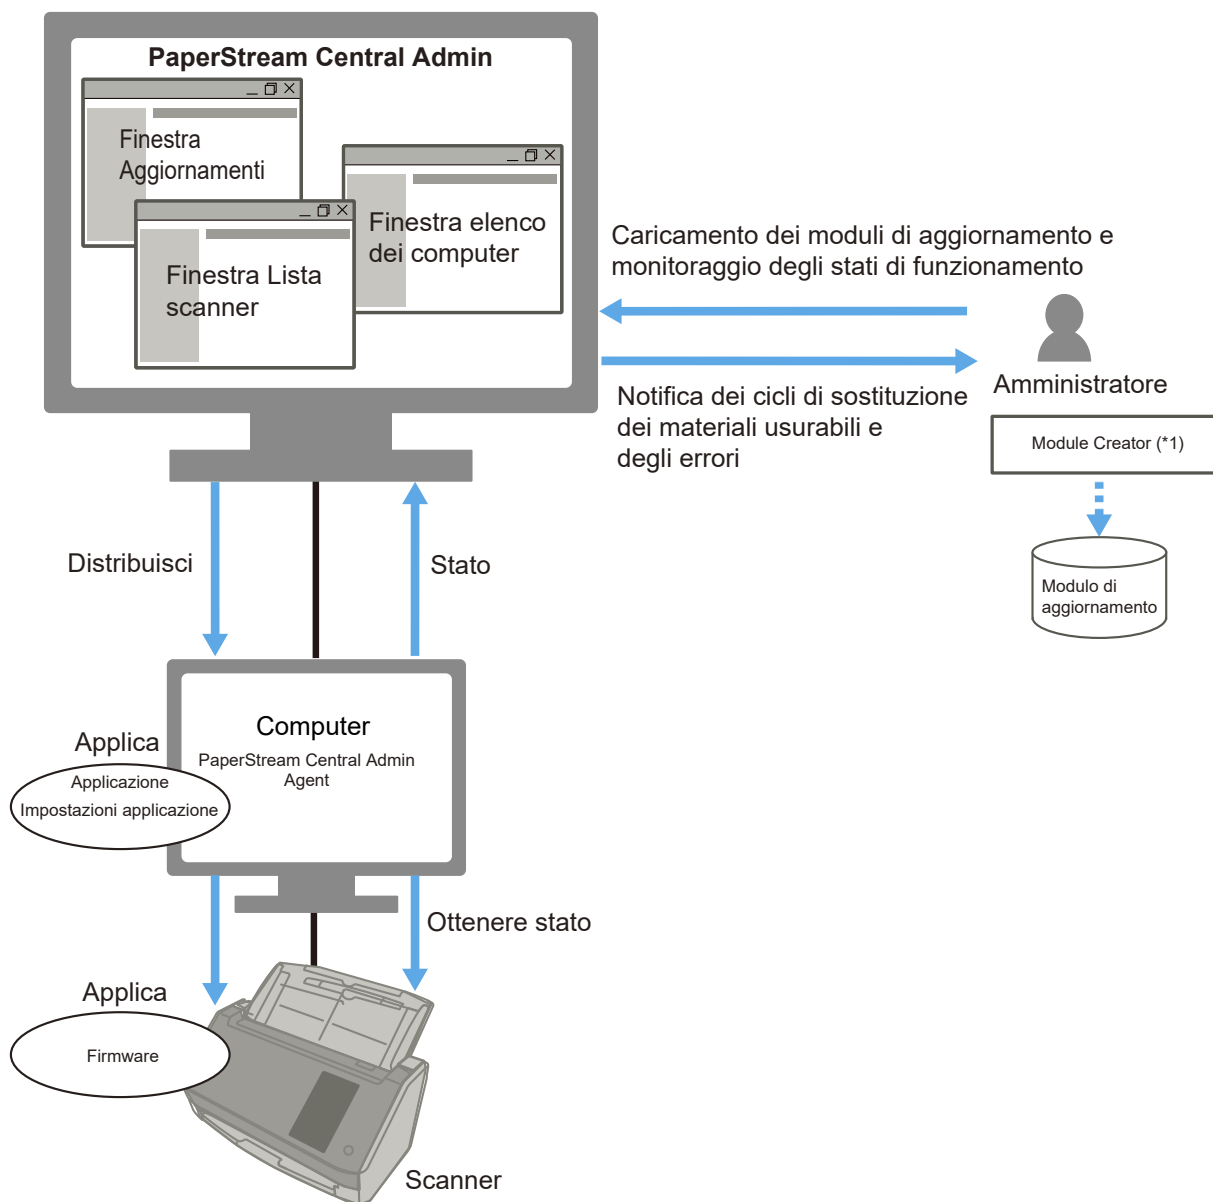 PaperStream Central Admin
Finestra
Aggiornamenti
Finestra elenco
dei computer
Finestra Lista
scanner
Caricamento dei moduli di aggiornamento e
monitoraggio degli stati di funzionamento
Amministratore
Notifica dei cicli di sostituzione
dei materiali usurabili e
degli errori
Module Creator (*1)
Modulo di
aggiornamento
Distribuisci
Stato
Computer
PaperStream Central Admin
Agent
Applica
Applicazione
Impostazioni applicazione
Ottenere stato
Applica
Firmware
Scanner